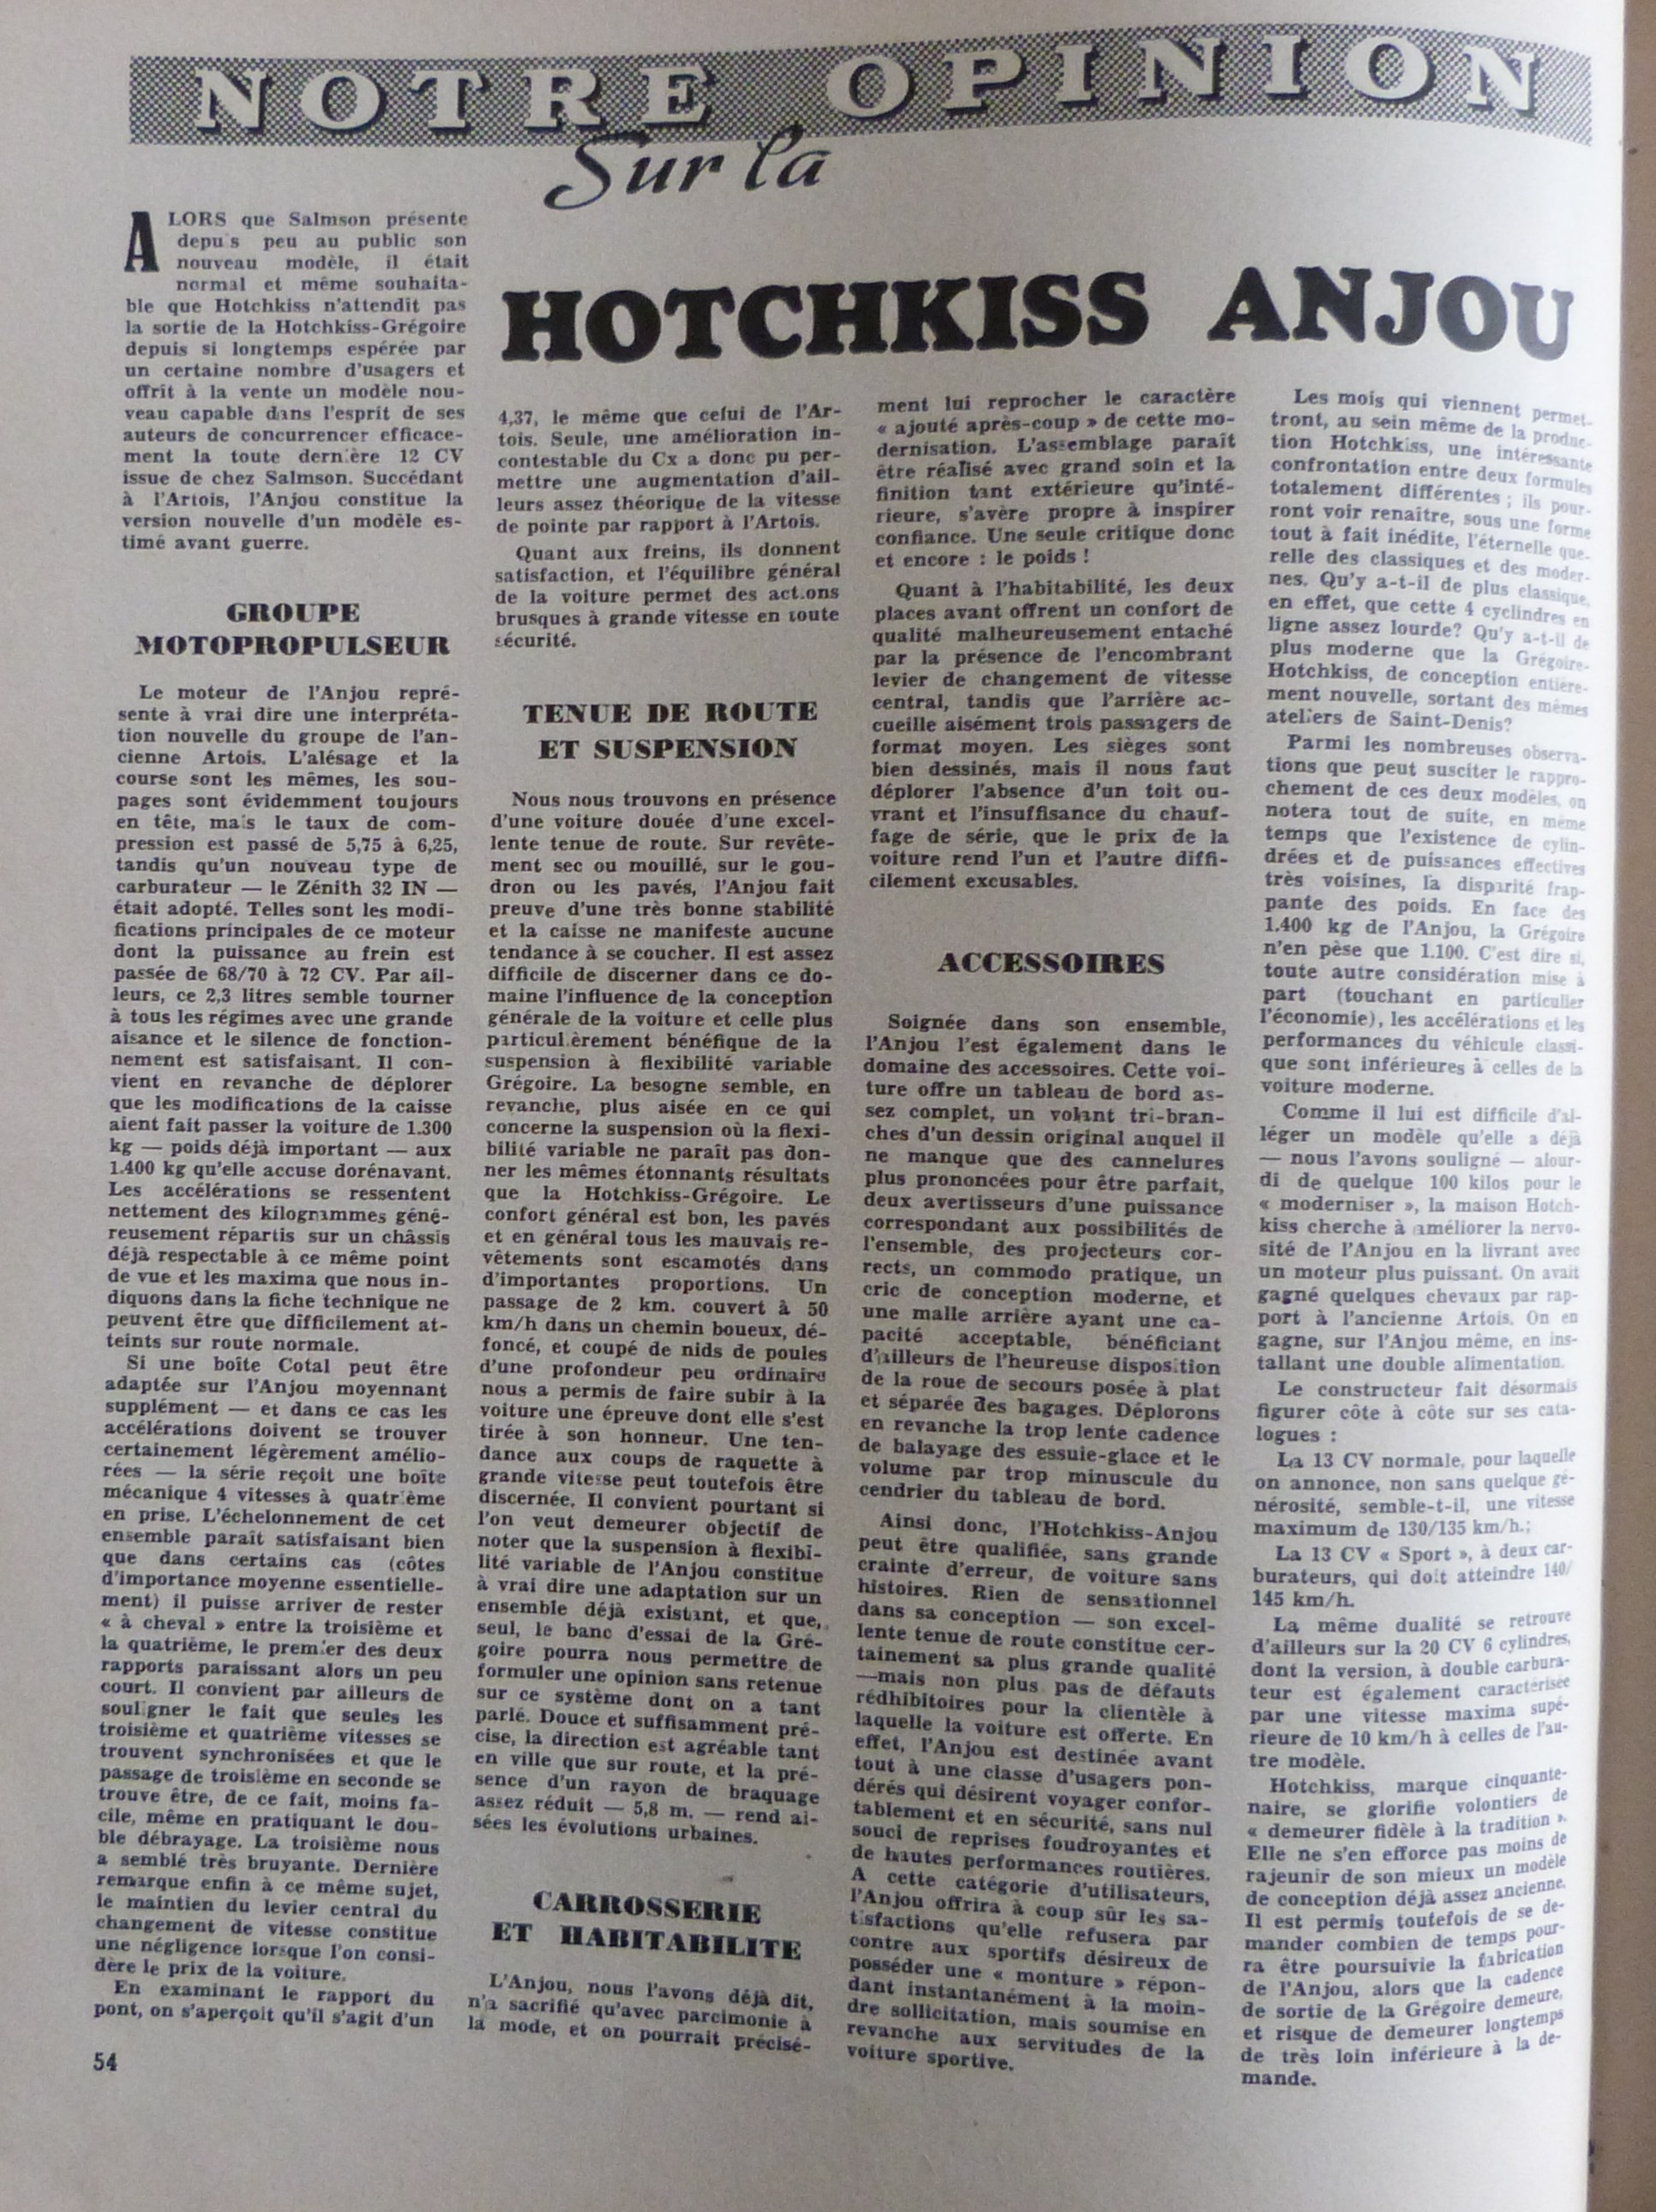 NOTRE OPINION
Sur la
HOTCHKISS ANJOU
ALORS que Salmson présente
depuis peu au public son
nouveau modèle, il était
normal et même souhaita-
ble que Hotchkiss n'attendît pas
la sortie de la Hotchkiss-Grégoire
depuis si longtemps espérée par
un certaine nombre d'usagers et
offrît à la vente un modèle nou-
veau capable dans l'esprit de ses
auteurs de concurrencer efficace-
ment la toute dernière 12 CV
issue de chez Salmson. Succédant
à l'Artois, l'Anjou constitue la
version nouvelle d'un modèle es-
timé avant guerre.
GROUPE
MOTOPROPULSEUR
Le moteur de l'Anjou repré-
sente à vrai dire une interpréta-
tion nouvelle du groupe de l'an-
cienne Artois. L'alésage et la
course sont les mêmes, les sou-
pages sont évidemment toujours
en tête, mais le taux de com-
pression est passé de 5,75 à 6,25,
tandis qu'un nouveau type de
carburateur — le Zénith 32 IN —
était adopté. Telles sont les modi-
fications principales de ce moteur
dont la puissance au frein est
passée de 68/70 à 72 CV. Par ail-
leurs, ce 2,3 litres semble tourner
à tous les régimes avec une grande
aisance et le silence de fonction-
nement est satisfaisant. Il con-
vient en revanche de déplorer
que les modifications de la caisse
aient fait passer la voiture de 1.300
kg — poids déjà important — aux
1.400 kg qu'elle accuse dorénavant.
Les accélérations se ressentent
nettement des kilogrammes géné-
reusement répartis sur un châssis
déjà respectable à ce même point
de vue et les maxima que nous in-
diquons dans la fiche technique ne
peuvent être que difficilement at-
teints sur route normale.
Si une boîte Cotal peut être
adaptée sur l'Anjou moyennant
supplément — et dans ce cas les
accélérations doivent se trouver
certainement légèrement amélio-
rées — la série reçoit une boîte
mécanique 4 vitesses à quatrième
en prise. L'échelonnement de cet
ensemble paraît satisfaisant bien
que dans certains cas (côtes
d'importance moyenne essentielle-
ment) il puisse arriver de rester
« à cheval » entre la troisième et
la quatrième, le premier des deux
rapports paraissant alors un peu
court. Il convient par ailleurs de
souligner le fait que seules les
troisième et quatrième vitesses se
trouvent synchronisées et que le
passage de troisième en seconde se
trouve être, de ce fait, moins fa-
cile, même en pratiquant le dou-
ble débrayage. La troisième nous
a semblé très bruyante. Dernière
remarque enfin à ce même sujet,
le maintien du levier central du
changement de vitesse constitue
une négligence lorsque l'on consi-
dère le prix de la voiture.
En examinant le rapport du
pont, on s'aperçoit qu'il s'agit d'un
54
4,37, le même que celui de l'Ar-
tois. Seule, une amélioration in-
contestable du Cx a donc pu per-
mettre une augmentation d'ail-
leurs assez théorique de la vitesse
de pointe par rapport à l'Artois.
Quant aux freins, ils donnent
satisfaction, et l'équilibre général
de la voiture permet des actions
brusques à grande vitesse en toute
sécurité.
TENUE DE ROUTE
ET SUSPENSION
Nous nous trouvons en présence
d'une voiture douée d'une excel-
lente tenue de route. Sur revête-
ment sec ou mouillé, sur le gou-
dron ou les pavés, l'Anjou fait
preuve d'une très bonne stabilité
et la caisse ne manifeste aucune
tendance à se coucher. Il est assez
difficile de discerner dans ce do-
maine l'influence de la conception
générale de la voiture et celle plus
particulièrement bénéfique de la
suspension à flexibilité variable
Grégoire. La besogne semble, en
revanche, plus aisée en ce qui
concerne la suspension où la flexi-
bilité variable ne paraît pas don-
ner les mêmes étonnants résultats
que la Hotchkiss-Grégoire. Le
confort général est bon, les pavés
et en général tous les mauvais re-
vêtements sont escamotés dans
d'importantes proportions. Un
passage de 2 km. couvert à 50
km/h dans un chemin boueux, dé-
foncé, et coupé de nids de poules
d'une profondeur peu ordinaire
nous a permis de faire subir à la
voiture une épreuve dont elle s'est
tirée à son honneur. Une ten-
dance aux coups de raquette à
grande vitesse peut toutefois être
discernée. Il convient pourtant si
l'on veut demeurer objectif de
noter que la suspension à flexibi-
lité variable de l'Anjou constitue
à vrai dire une adaptation sur un
ensemble déjà existant, et que,
seul, le banc d'essai de la Gré-
goire pourra nous permettre de
formuler une opinion sans retenue
sur ce système dont on a tant
parlé. Douce et suffisamment pré-
cise, la direction est agréable tant
en ville que sur route, et la pré-
sence d'un rayon de braquage
assez réduit — 5,8 m. — rend ai-
sées les évolutions urbaines.
CARROSSERIE
ET HABITABILITE
L'Anjou, nous l'avons déjà dit,
n'a sacrifié qu'avec parcimonie à
la mode, et on pourrait précisé-
ment lui reprocher le caractère
« ajouté après-coup » de cette mo-
dernisation. L'assemblage paraît
être réalisé avec grand soin et la
finition tant extérieure qu'inté-
rieure, s'avère propre à inspirer
confiance. Une seule critique donc
et encore : le poids !
Quant à l'habitabilité, les deux
places avant offrent un confort de
qualité malheureusement entaché
par la présence de l'encombrant
levier de changement de vitesse
central, tandis que l'arrière ac-
cueille aisément trois passagers de
format moyen. Les sièges sont
bien dessinés, mais il nous faut
déplorer l'absence d'un toit ou-
vrant et l'insuffisance du chauf-
fage de série, que le prix de la
voiture rend l'un et l'autre diffi-
cilement excusables.
ACCESSOIRES
Soignée dans son ensemble,
l'Anjou l'est également dans le
domaine des accessoires. Cette voi-
ture offre un tableau de bord as-
sez complet, un volant tri-bran-
ches d'un dessin original auquel il
ne manque que des cannelures
plus prononcées pour être parfait,
deux avertisseurs d'une puissance
correspondant aux possibilités de
l'ensemble, des projecteurs cor-
rects, un commodo pratique, un
cric de conception moderne, et
une malle arrière ayant une ca-
pacité acceptable, bénéficiant
d'ailleurs de l'heureuse disposition
de la roue de secours posée à plat
et séparée des bagages. Déplorons
en revanche la trop lente cadence
de balayage des essuie-glace et le
volume par trop minuscule du
cendrier du tableau de bord.
Ainsi donc, l'Hotchkiss-Anjou
peut être qualifiée, sans grande
crainte d'erreur, de voiture sans
histoires. Rien de sensationnel
dans sa conception — son excel-
lente tenue de route constitue cer-
tainement sa plus grande qualité
—mais non plus pas de défauts
rédhibitoires pour la clientèle à
laquelle la voiture est offerte. En
effet, l'Anjou est destinée avant
tout à une classe d'usagers pon-
dérés qui désirent voyager confor-
tablement et en sécurité, sans nul
souci de reprises foudroyantes et
de hautes performances routières.
A cette catégorie d'utilisateurs,
l'Anjou offrira à coup sûr les sa-
tisfactions qu'elle refusera par
contre aux sportifs désireux de
posséder une « monture » répon-
dant instantanément à la moin-
dre sollicitation, mais soumise en
revanche aux servitudes de la
voiture sportive.
Les mois qui viennent permet-
tront, au sein même de la produc-
tion Hotchkiss, une intéressante
confrontation entre deux formules
totalement différentes ; ils pour-
ront voir renaître, sous une forme
tout à fait inédite, l'éternelle que-
relle des classiques et des moder-
nes. Qu'y a-t-il de plus classique,
en effet, que cette 4 cyclindres en
ligne assez lourde? Qu'y a-t-il de
plus moderne que la Grégoire-
Hotchkiss, de conception entière-
ment nouvelle, sortant des mêmes
ateliers de Saint-Denis?
Parmi les nombreuses observa-
tions que peut susciter le rappro-
chement de ces deux modèles, on
notera tout de suite, en même
temps que l'existence de cylin-
drées et de puissances effectives
très voisines, la disparité frap-
pante des poids. En face des
1.400 kg de l'Anjou, la Grégoire
n'en pèse que 1.100. C'est dire si,
toute autre considération mise à
part (touchant en particulier
l'économie), les accélérations et les
performances du véhicule classi-
que sont inférieures à celles de la
voiture moderne.
Comme il lui est difficile d'al-
léger un modèle qu'elle a déjà
— nous l'avons souligné — alour-
di de quelque 100 kilos pour le
« moderniser », la maison Hotch-
kiss cherche à améliorer la nervo-
sité de l'Anjou en la livrant avec
un moteur plus puissant. On avait
gagné quelques chevaux par rap-
port à l'ancienne Artois. On en
gagne, sur l'Anjou même, en ins-
tallant une double alimentation.
Le constructeur fait désormais
figurer côte à côte sur ses cata-
logues :
La 13 CV normale, pour laquelle
on annonce, non sans quelque gé-
nérosité, semble-t-il, une vitesse
maximum de 130/135 km/h.;
La 13 CV « Sport », à deux car-
burateurs, qui doit atteindre 140/
145 km/h.
La même dualité se retrouve
d'ailleurs sur la 20 CV 6 cylindres,
dont la version, à double carbura-
teur est également caractérisée
par une vitesse maxima supé-
rieure de 10 km/h à celles de l'au-
tre modèle.
Hotchkiss, marque cinquante-
naire, se glorifie volontiers de
« demeurer fidèle à la tradition ».
Elle ne s'en efforce pas moins de
rajeunir de son mieux un modèle
de conception déjà assez ancienne.
Il est permis toutefois de se de-
mander combien de temps pour-
ra être poursuivie la fabrication
de l'Anjou, alors que la cadence
de sortie de la Grégoire demeure,
et risque de demeurer longtemps
de très loin inférieure à la de-
mande.